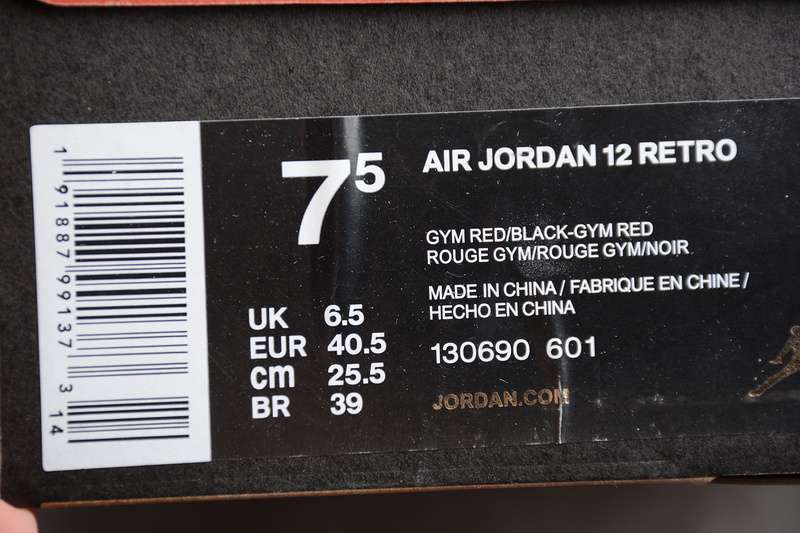 7⁵
AIR JORDAN 12 RETRO
GYM RED/BLACK-GYM RED
ROUGE GYM/ROUGE GYM/NOIR
MADE IN CHINA / FABRIQUE EN CHINE /
HECHO EN CHINA
UK 6.5
EUR 40.5
cm 25.5
BR 39
130690 601
JORDAN.COM
1 91887 99137 3 14